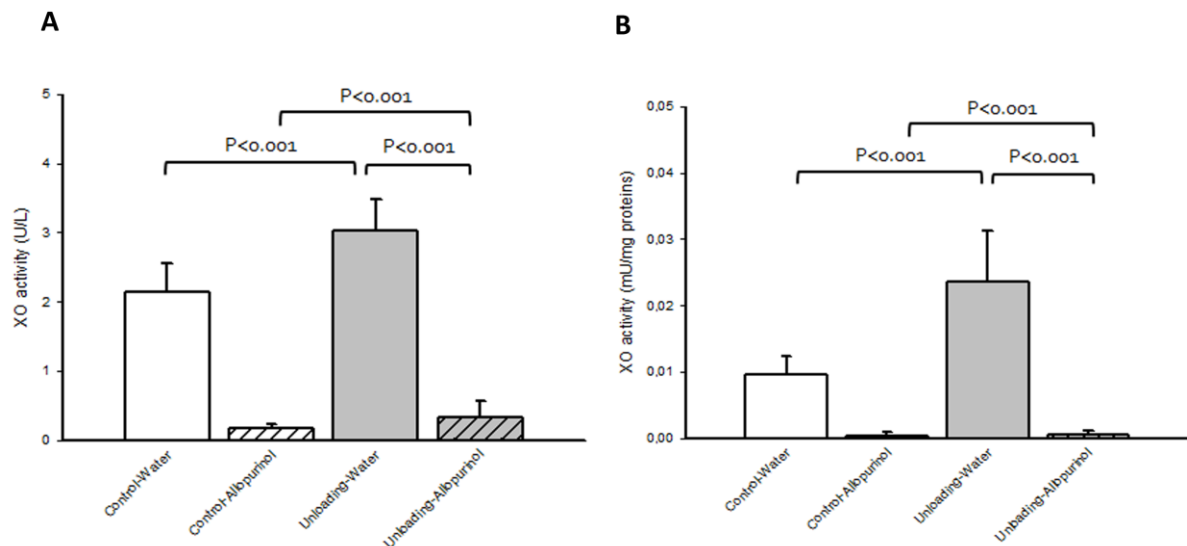 A
XO activity (U/L)
5
4
3
2
1
0
P<0.001
P<0.001
P<0.001
Control-Water
Control-Allopurinol
Unloading-Water
Unloading-Allopurinol
B
XO activity (mU/mg proteins)
0,05
0,04
0,03
0,02
0,01
0,00
P<0.001
P<0.001
P<0.001
Control-Water
Control-Allopurinol
Unloading-Water
Unloading-Allopurinol